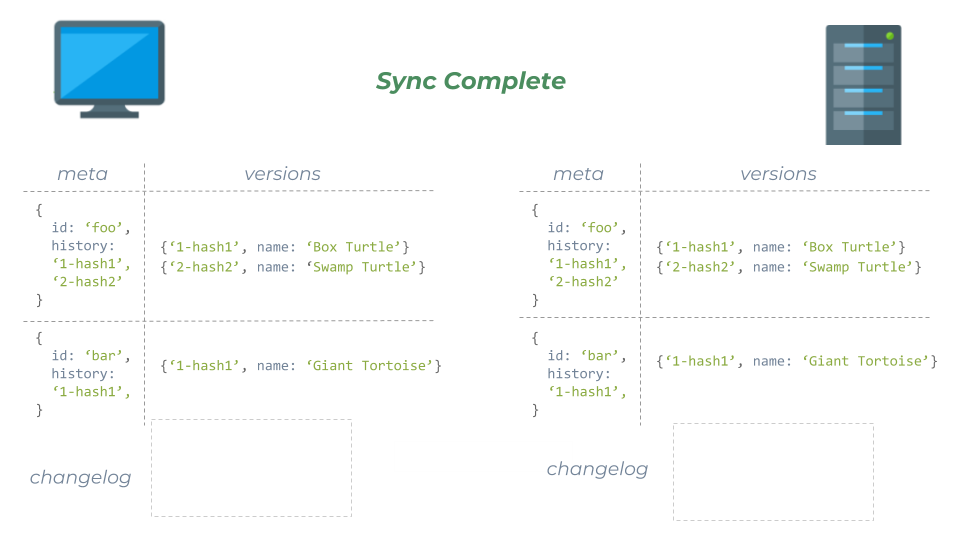 Sync Complete
meta
versions
{
id: ‘foo’,
history:
‘1-hash1’,
‘2-hash2’
}
{‘1-hash1’, name: ‘Box Turtle’}
{‘2-hash2’, name: ‘Swamp Turtle’}
{
id: ‘bar’,
history:
‘1-hash1’,
}
{‘1-hash1’, name: ‘Giant Tortoise’}
changelog
meta
versions
{
id: ‘foo’,
history:
‘1-hash1’,
‘2-hash2’
}
{‘1-hash1’, name: ‘Box Turtle’}
{‘2-hash2’, name: ‘Swamp Turtle’}
{
id: ‘bar’,
history:
‘1-hash1’,
}
{‘1-hash1’, name: ‘Giant Tortoise’}
changelog